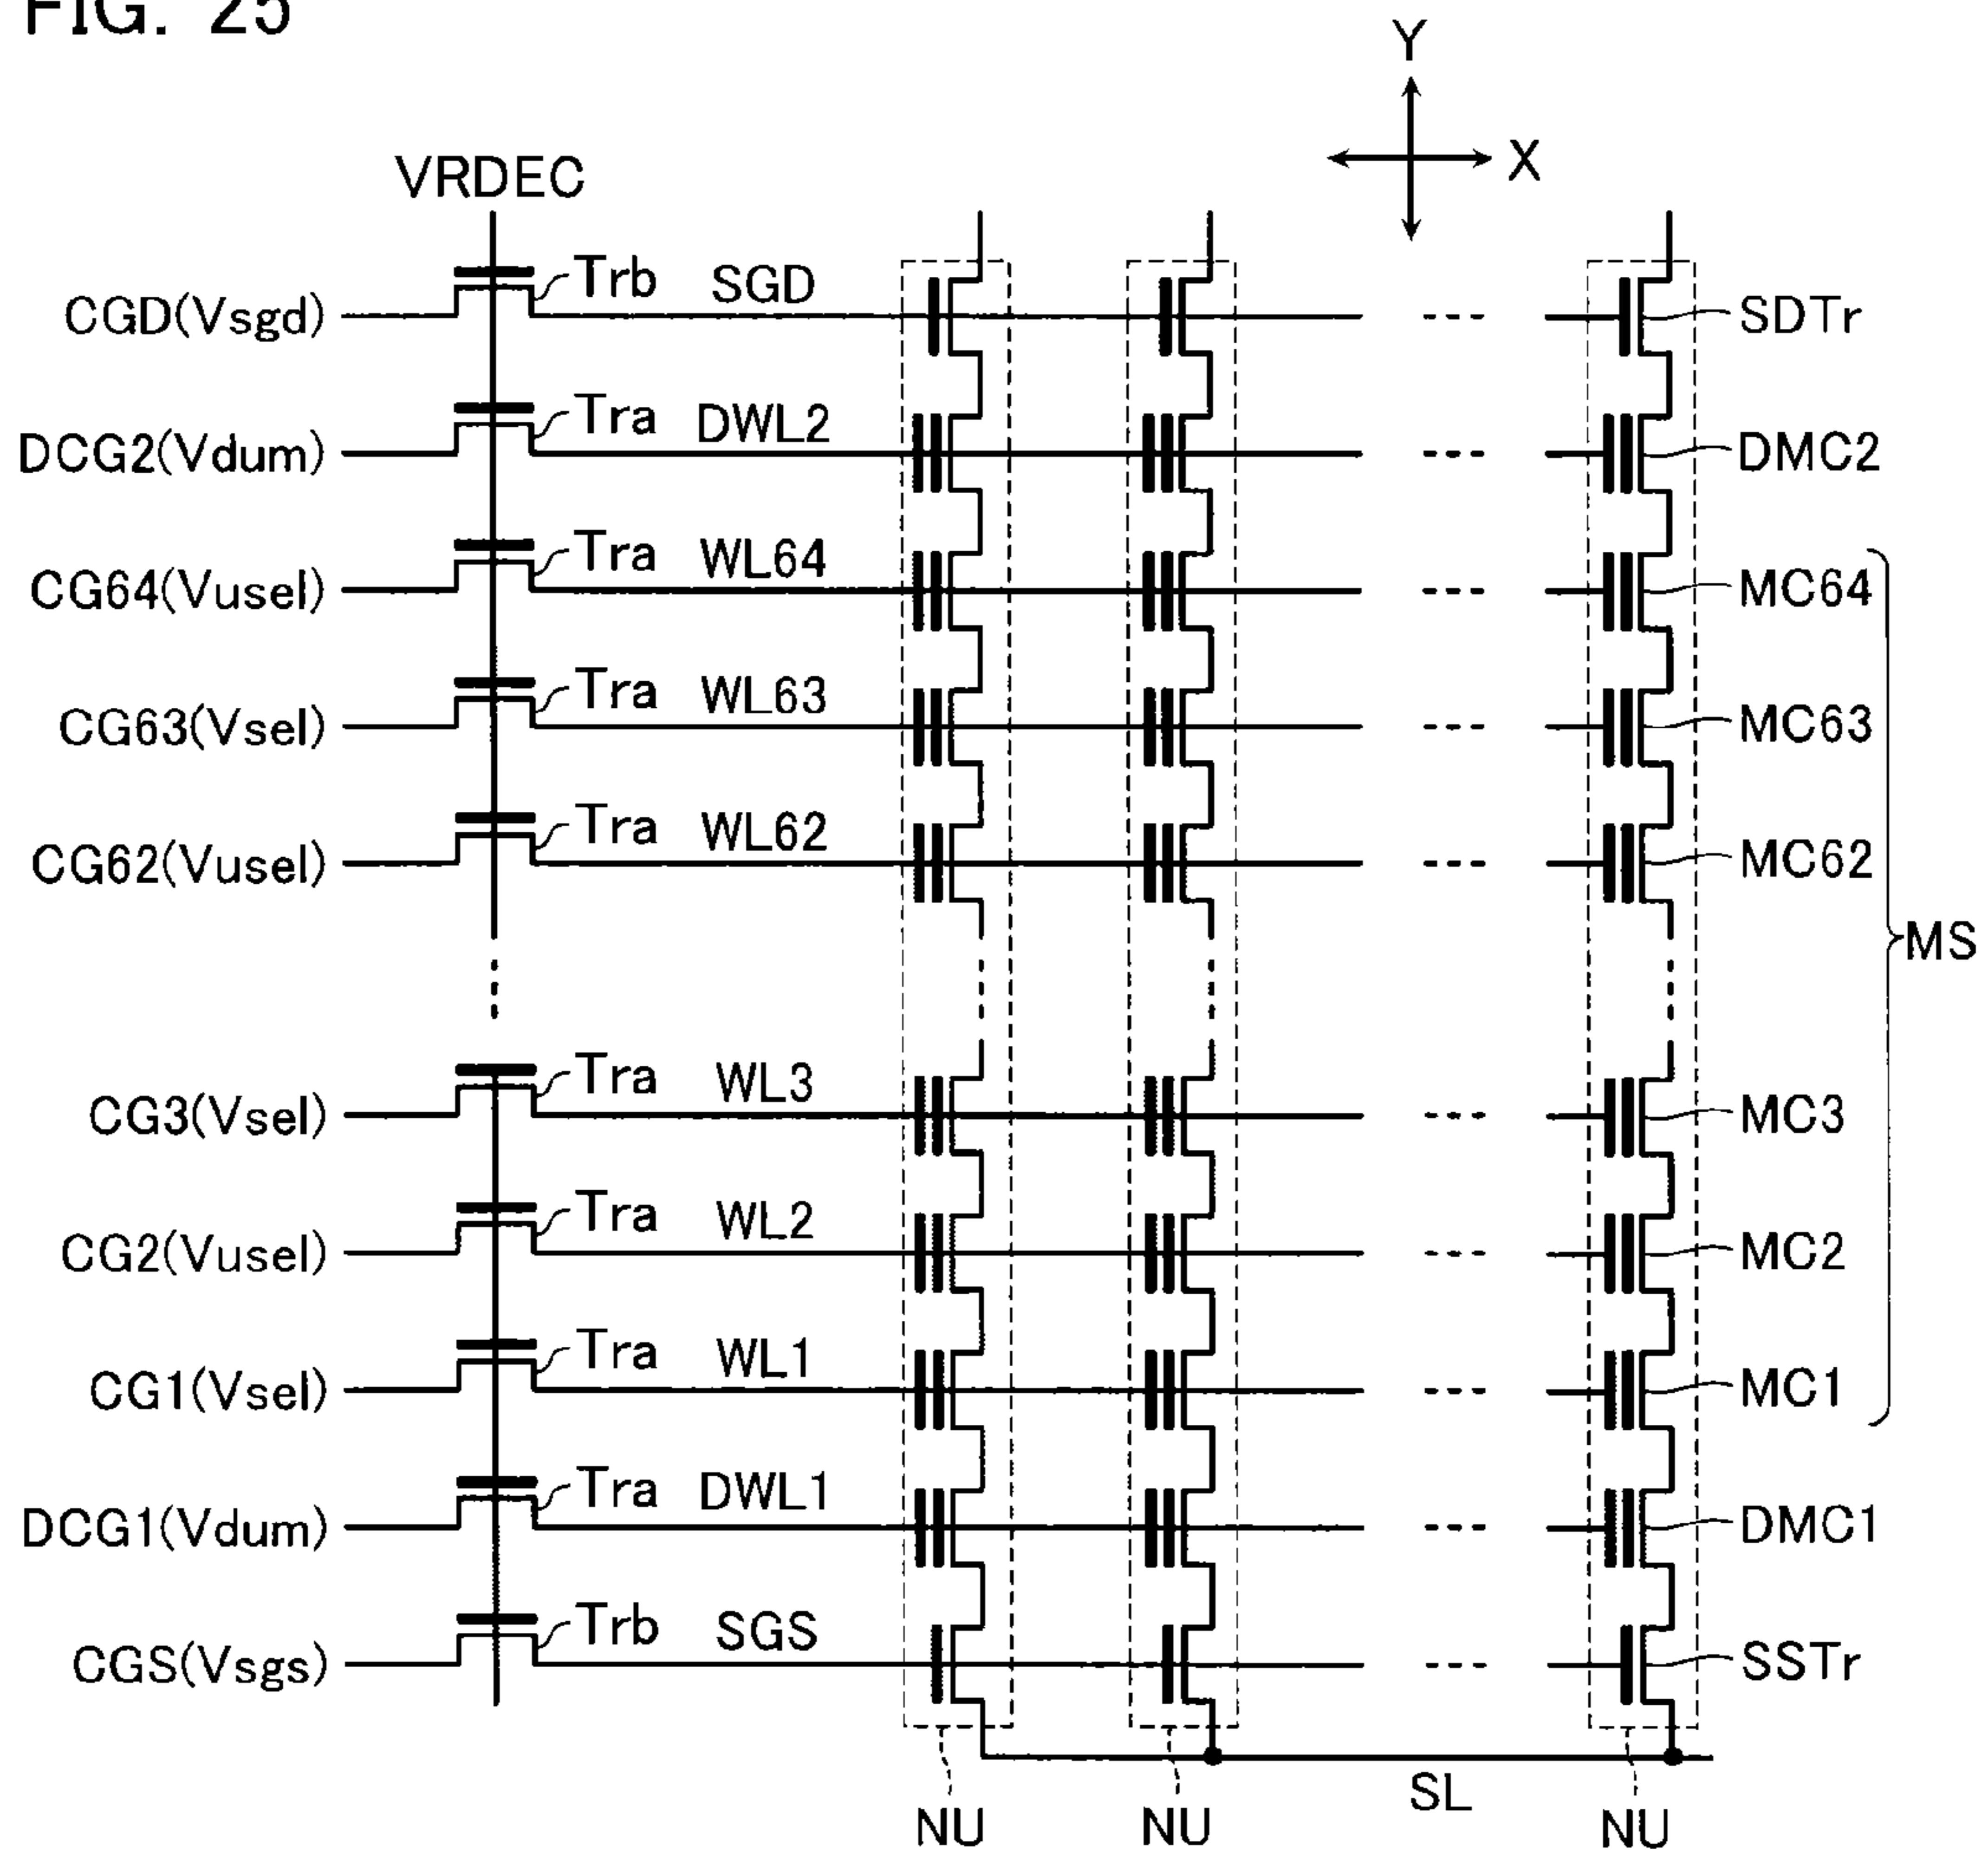 FIG. 25
Y
X
VRDEC
CGD(Vsgd) Trb SGD SDTr
DCG2(Vdum) Tra DWL2 DMC2
CG64(Vusel) Tra WL64 MC64
CG63(Vsel) Tra WL63 MC63
CG62(Vusel) Tra WL62 MC62
MS
CG3(Vsel) Tra WL3 MC3
CG2(Vusel) Tra WL2 MC2
CG1(Vsel) Tra WL1 MC1
DCG1(Vdum) Tra DWL1 DMC1
CGS(Vsgs) Trb SGS SSTr
SL
NU NU NU